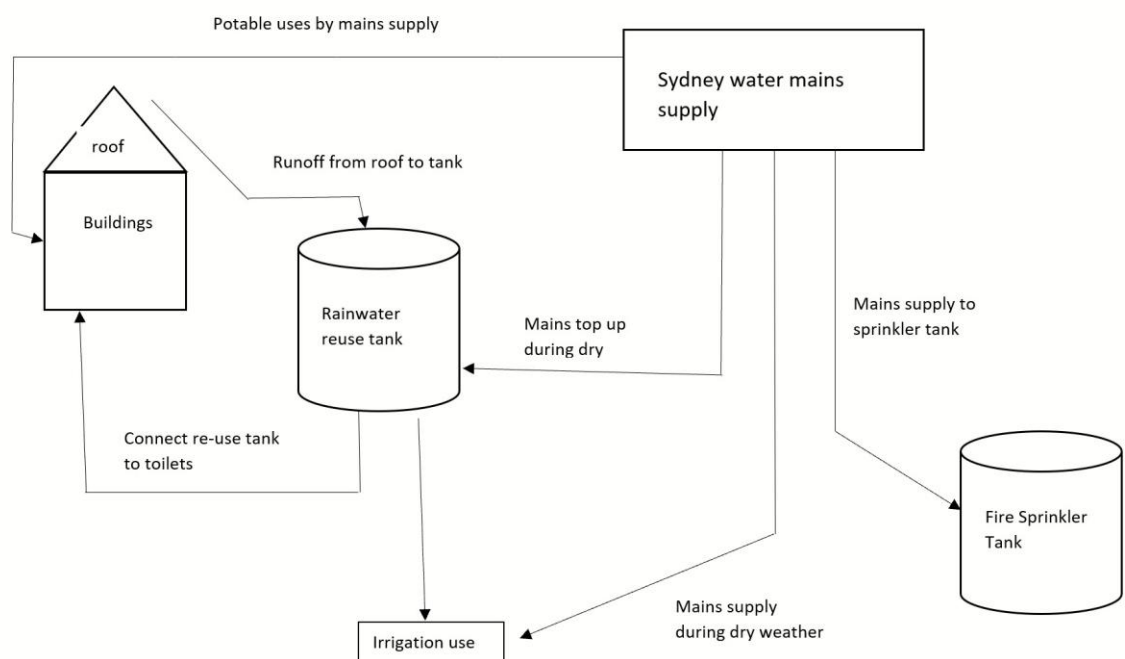 Potable uses by mains supply
Sydney water mains
supply
roof
Runoff from roof to tank
Buildings
Rainwater
reuse tank
Mains top up
during dry
Mains supply to
sprinkler tank
Connect re-use tank
to toilets
Fire Sprinkler
Tank
Mains supply
during dry weather
Irrigation use